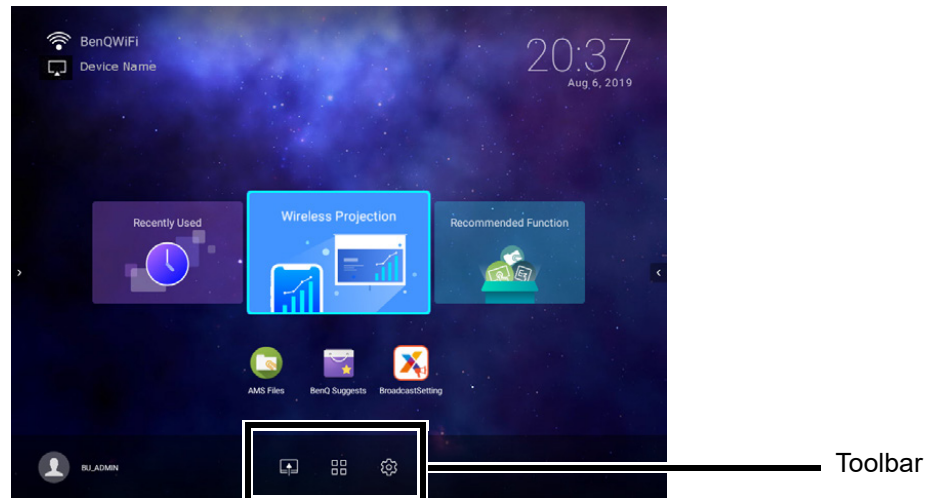 BenQWiFi
Device Name
20:37
Aug 6, 2019
Recently Used
Wireless Projection
Recommended Function
AMS Files
BenQ Suggests
BroadcastSetting
BU_ADMIN
Toolbar